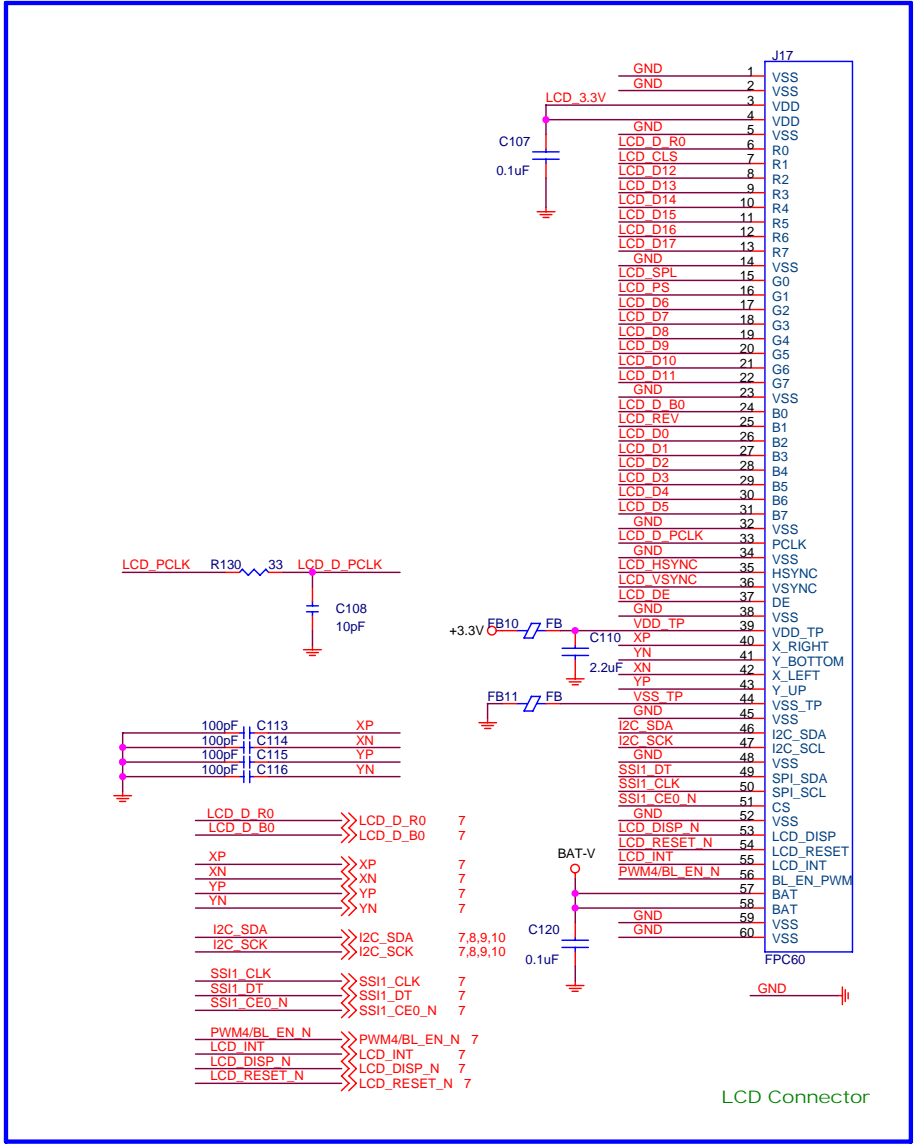 J17
GND 1 VSS
GND 2 VSS
LCD_3.3V 3 VDD
4 VDD
GND 5 VSS
C107
0.1uF
LCD_D_R0 6 R0
LCD_CLS 7 R1
LCD_D12 8 R2
LCD_D13 9 R3
LCD_D14 10 R4
LCD_D15 11 R5
LCD_D16 12 R6
LCD_D17 13 R7
GND 14 VSS
LCD_SPL 15 G0
LCD_PS 16 G1
LCD_D6 17 G2
LCD_D7 18 G3
LCD_D8 19 G4
LCD_D9 20 G5
LCD_D10 21 G6
LCD_D11 22 G7
GND 23 VSS
LCD_D_B0 24 B0
LCD_REV 25 B1
LCD_D0 26 B2
LCD_D1 27 B3
LCD_D2 28 B4
LCD_D3 29 B5
LCD_D4 30 B6
LCD_D5 31 B7
GND 32 VSS
LCD_D_PCLK 33 PCLK
GND 34 VSS
LCD_HSYNC 35 HSYNC
LCD_VSYNC 36 VSYNC
LCD_DE 37 DE
GND 38 VSS
+3.3V FB10 FB VDD_TP 39 VDD_TP
C110
2.2uF
XP 40 X_RIGHT
YN 41 Y_BOTTOM
XN 42 X_LEFT
YP 43 Y_UP
FB11 FB VSS_TP 44 VSS_TP
GND 45 VSS
I2C_SDA 46 I2C_SDA
I2C_SCK 47 I2C_SCL
GND 48 VSS
SSI1_DT 49 SPI_SDA
SSI1_CLK 50 SPI_SCL
SSI1_CE0_N 51 CS
GND 52 VSS
LCD_DISP_N 53 LCD_DISP
LCD_RESET_N 54 LCD_RESET
LCD_INT 55 LCD_INT
PWM4/BL_EN_N 56 BL_EN_PWM
BAT-V
57 BAT
58 BAT
GND 59 VSS
GND 60 VSS
C120
0.1uF
FPC60
GND
LCD_PCLK R130 33 LCD_D_PCLK
C108
10pF
100pF C113 XP
100pF C114 XN
100pF C115 YP
100pF C116 YN
LCD_D_R0 LCD_D_R0 7
LCD_D_B0 LCD_D_B0 7
XP XP 7
XN XN 7
YP YP 7
YN YN 7
I2C_SDA I2C_SDA 7,8,9,10
I2C_SCK I2C_SCK 7,8,9,10
SSI1_CLK SSI1_CLK 7
SSI1_DT SSI1_DT 7
SSI1_CE0_N SSI1_CE0_N 7
PWM4/BL_EN_N PWM4/BL_EN_N 7
LCD_INT LCD_INT 7
LCD_DISP_N LCD_DISP_N 7
LCD_RESET_N LCD_RESET_N 7
LCD Connector